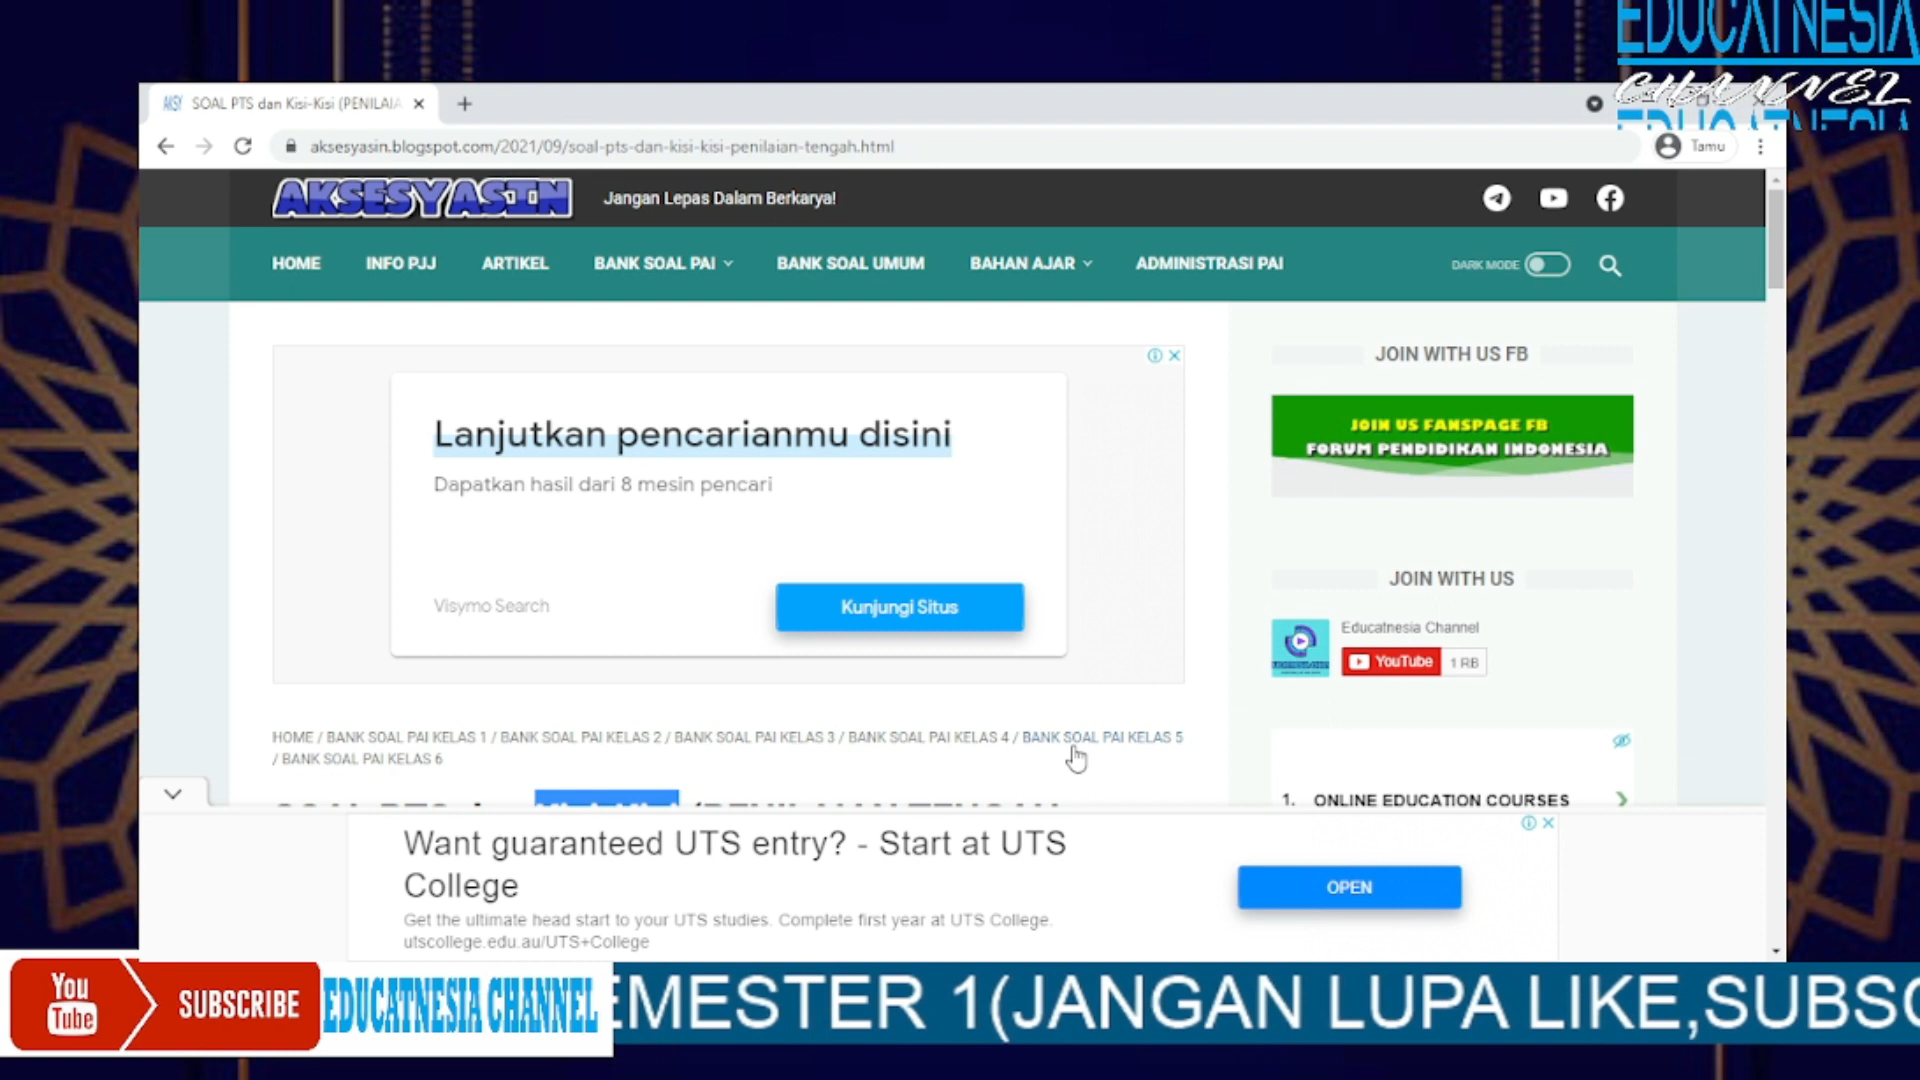 EDUCATNESIA
CHANNEL
SOAL PTS dan Kisi-Kisi (PENILAIA
aksesyasin.blogspot.com/2021/09/soal-pts-dan-kisi-kisi-penilaian-tengah.html
Tamu
AKSESYASIN
Jangan Lepas Dalam Berkarya!
HOME INFO PJJ ARTIKEL BANK SOAL PAI BANK SOAL UMUM BAHAN AJAR ADMINISTRASI PAI
DARK MODE
Lanjutkan pencarianmu disini
Dapatkan hasil dari 8 mesin pencari
Visymo Search
Kunjungi Situs
JOIN WITH US FB
JOIN US FANSPAGE FB
FORUM PENDIDIKAN INDONESIA
JOIN WITH US
Educatnesia Channel
YouTube 1 RB
HOME / BANK SOAL PAI KELAS 1 / BANK SOAL PAI KELAS 2 / BANK SOAL PAI KELAS 3 / BANK SOAL PAI KELAS 4 / BANK SOAL PAI KELAS 5
/ BANK SOAL PAI KELAS 6
1. ONLINE EDUCATION COURSES
Want guaranteed UTS entry? - Start at UTS
College
Get the ultimate head start to your UTS studies. Complete first year at UTS College.
utscollege.edu.au/UTS+College
OPEN
You
Tube
SUBSCRIBE
EDUCATNESIA CHANNEL
EMESTER 1(JANGAN LUPA LIKE,SUBSC